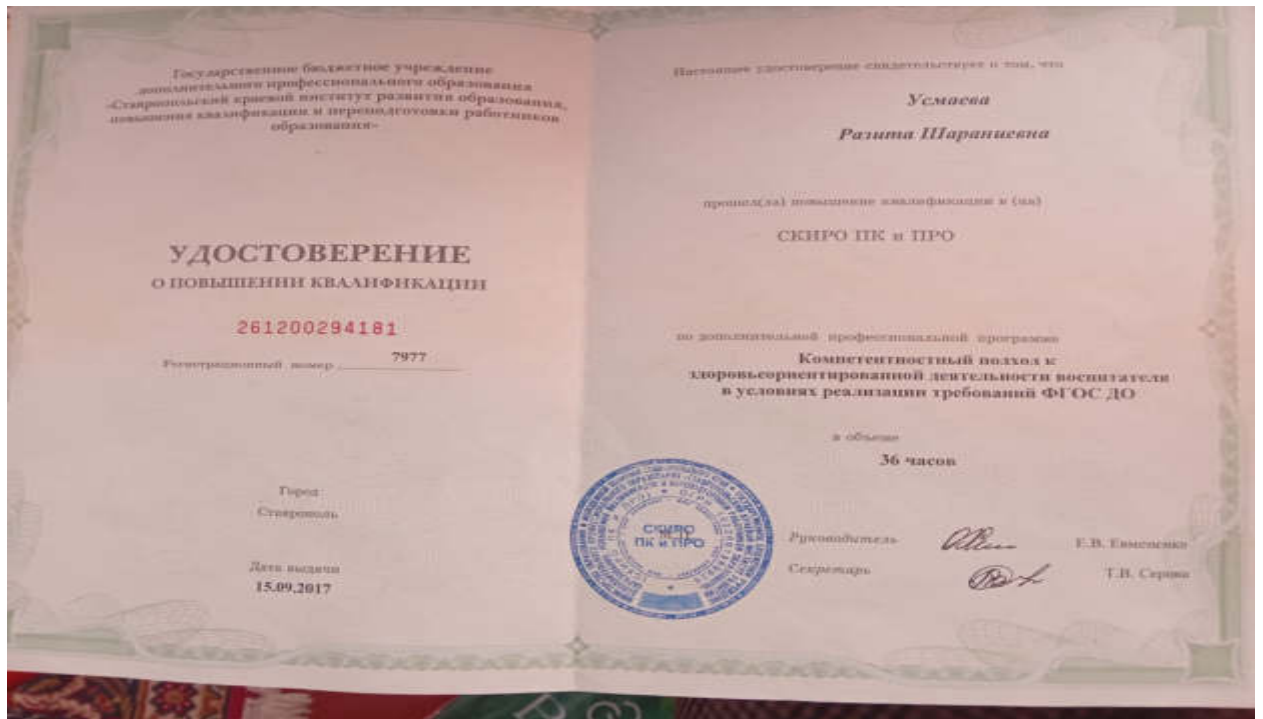 Государственное бюджетное учреждение
дополнительного профессионального образования
«Ставропольский краевой институт развития образования,
повышения квалификации и переподготовки работников
образования»
УДОСТОВЕРЕНИЕ
О ПОВЫШЕНИИ КВАЛИФИКАЦИИ
261200294181
Регистрационный номер 7977
Город
Ставрополь
Дата выдачи
15.09.2017
Настоящее удостоверение свидетельствует о том, что
Усмаева
Разита Шараниевна
прошел(ла) повышение квалификации в (на)
СКИРО ПК и ПРО
по дополнительной профессиональной программе
Компетентностный подход к
здоровьеориентированной деятельности воспитателя
в условиях реализации требований ФГОС ДО
в объеме
36 часов
СКИРО
ПК и ПРО
Руководитель Е.В. Евмененко
Секретарь Т.В. Серова